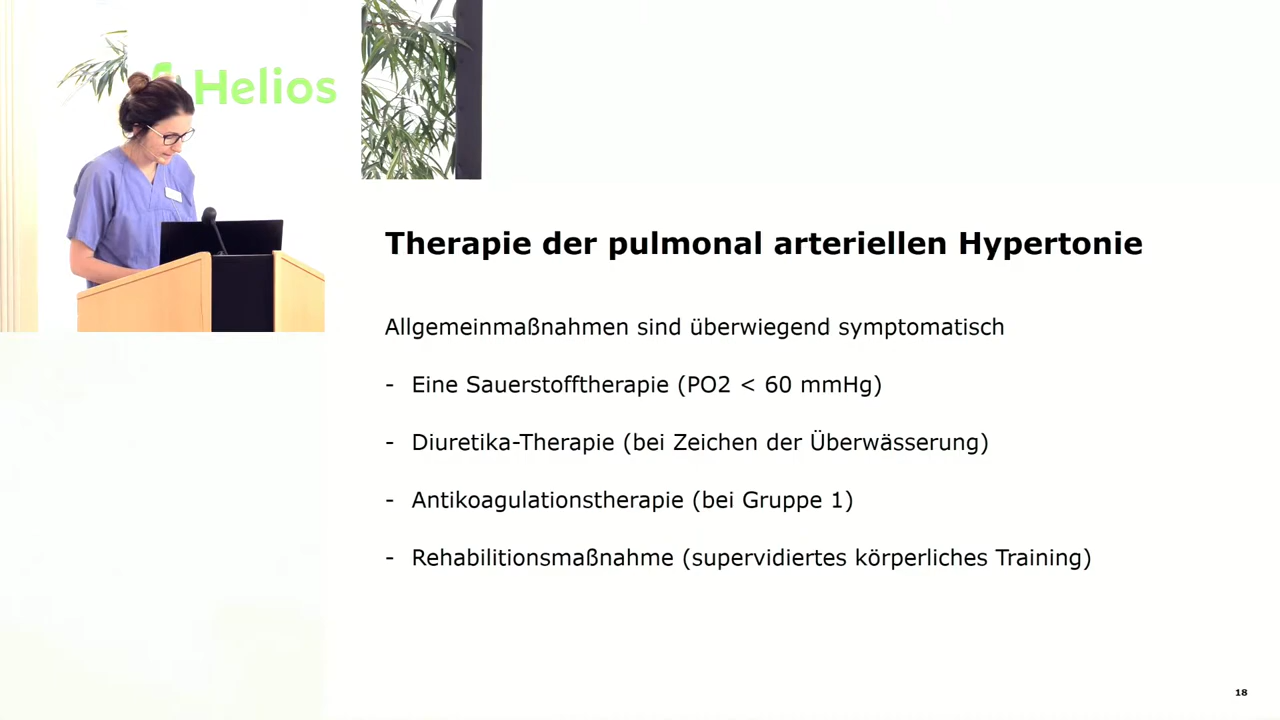 Helios
Therapie der pulmonal arteriellen Hypertonie
Allgemeinmaßnahmen sind überwiegend symptomatisch
- Eine Sauerstofftherapie (PO2 < 60 mmHg)
- Diuretika-Therapie (bei Zeichen der Überwässerung)
- Antikoagulationstherapie (bei Gruppe 1)
- Rehabilitionsmaßnahme (supervidiertes körperliches Training)
18